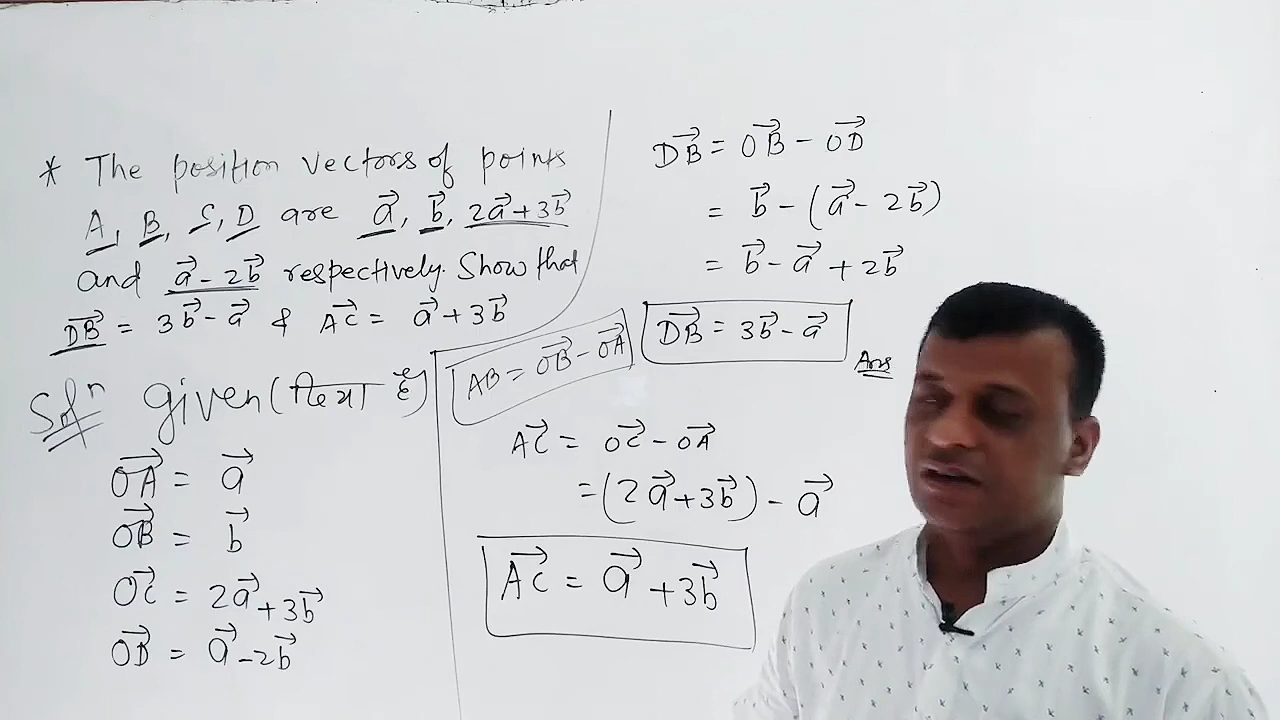 * The position vectors of points
A, B, C, D are a⃗, b⃗, 2a⃗+3b⃗
and a⃗-2b⃗ respectively. Show that
DB⃗ = 3b⃗-a⃗ & AC⃗ = a⃗+3b⃗
Solⁿ given (दिया है)
OA⃗ = a⃗
OB⃗ = b⃗
OC⃗ = 2a⃗+3b⃗
OB⃗ = a⃗-2b⃗
AB = OB⃗ - OA⃗
DB⃗ = OB⃗ - OD⃗
= b⃗ - (a⃗ - 2b⃗)
= b⃗ - a⃗ + 2b⃗
DB⃗ = 3b⃗ - a⃗
Ans
AC⃗ = OC⃗ - OA⃗
= (2a⃗+3b⃗) - a⃗
AC⃗ = a⃗ + 3b⃗